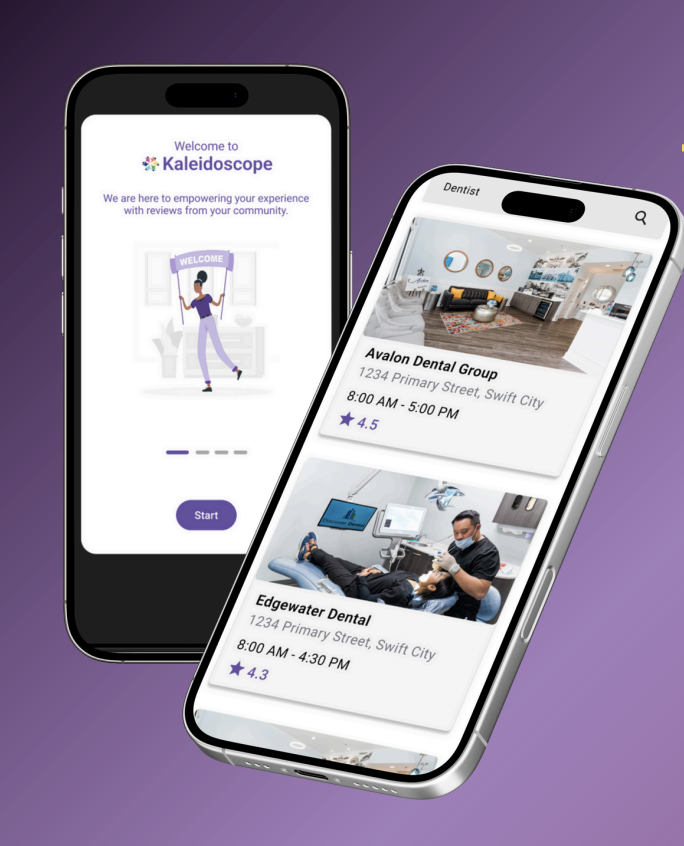 Welcome to
Kaleidoscope
We are here to empowering your experience
with reviews from your community.
WELCOME
Start
Dentist
Avalon Dental Group
1234 Primary Street, Swift City
8:00 AM - 5:00 PM
4.5
Edgewater Dental
1234 Primary Street, Swift City
8:00 AM - 4:30 PM
4.3